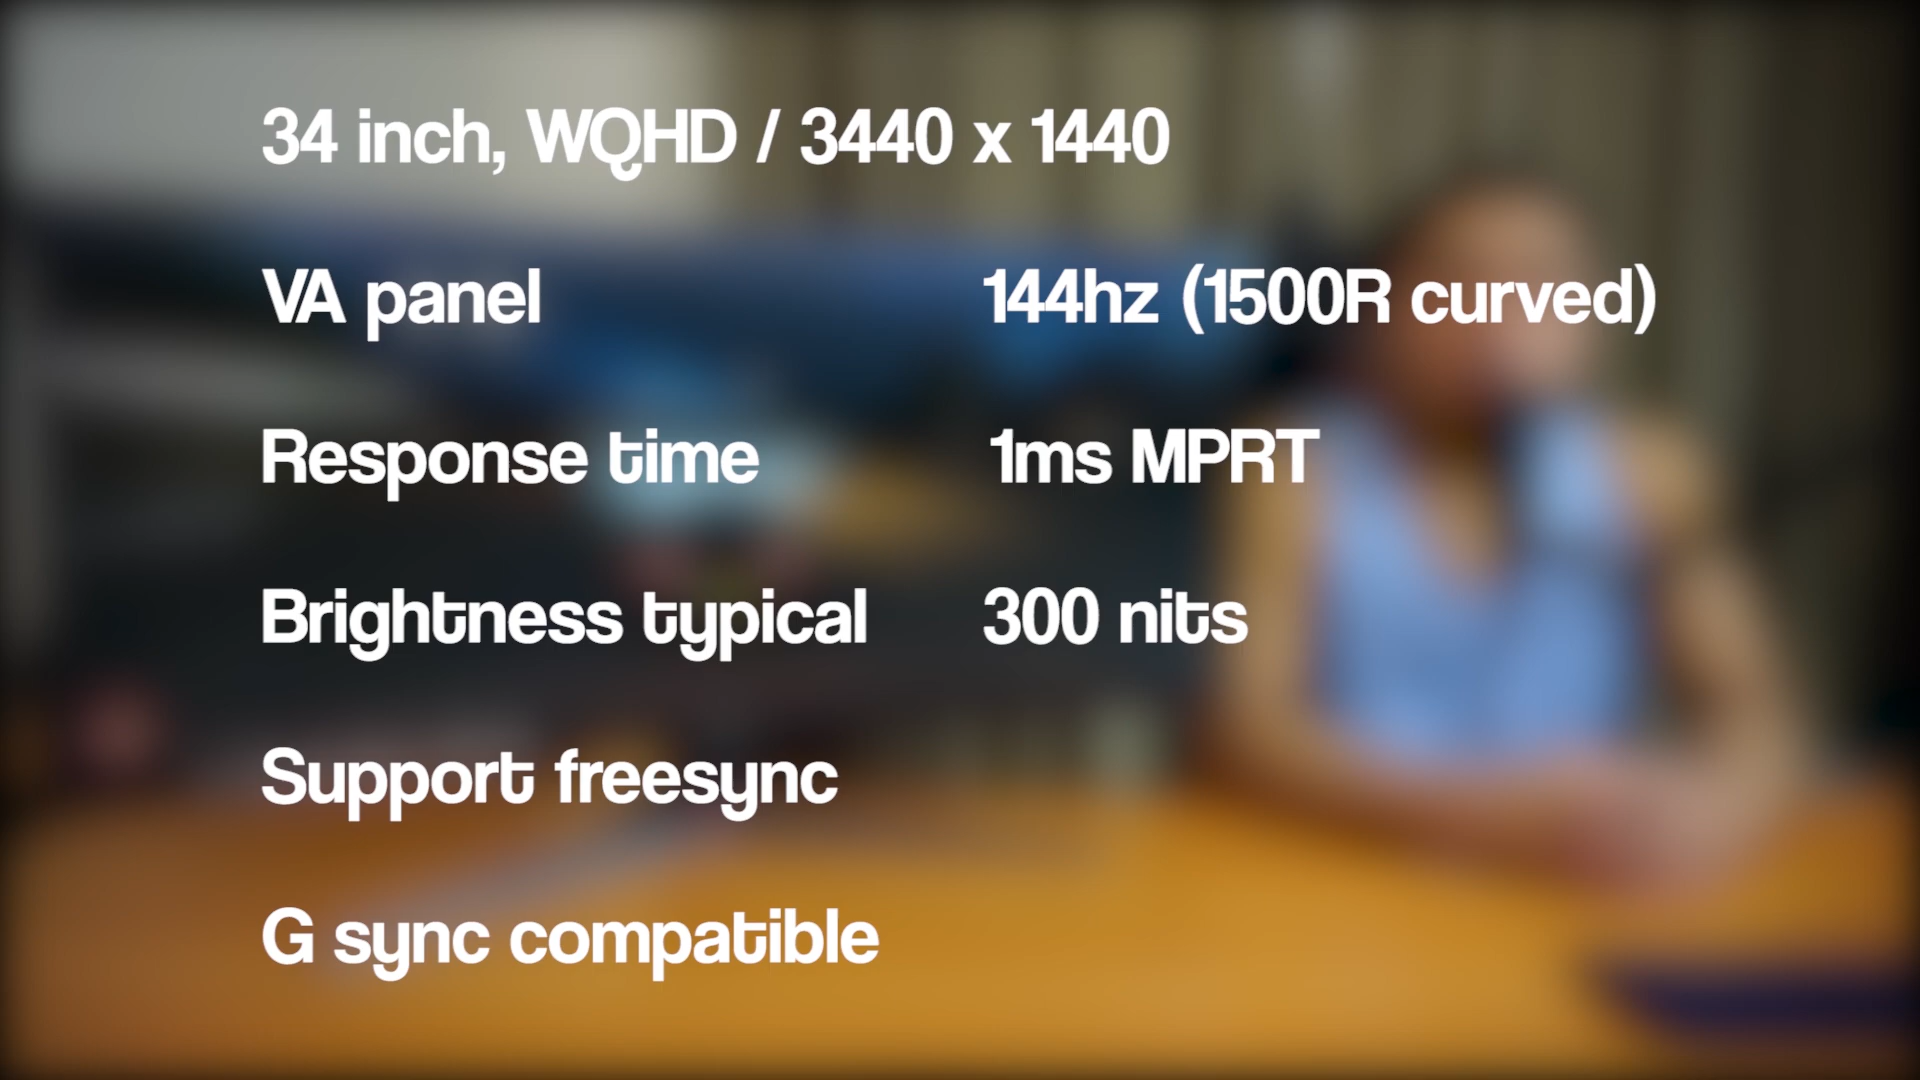 34 inch, WQHD / 3440 x 1440
VA panel 144hz (1500R curved)
Response time 1ms MPRT
Brightness typical 300 nits
Support freesync
G sync compatible